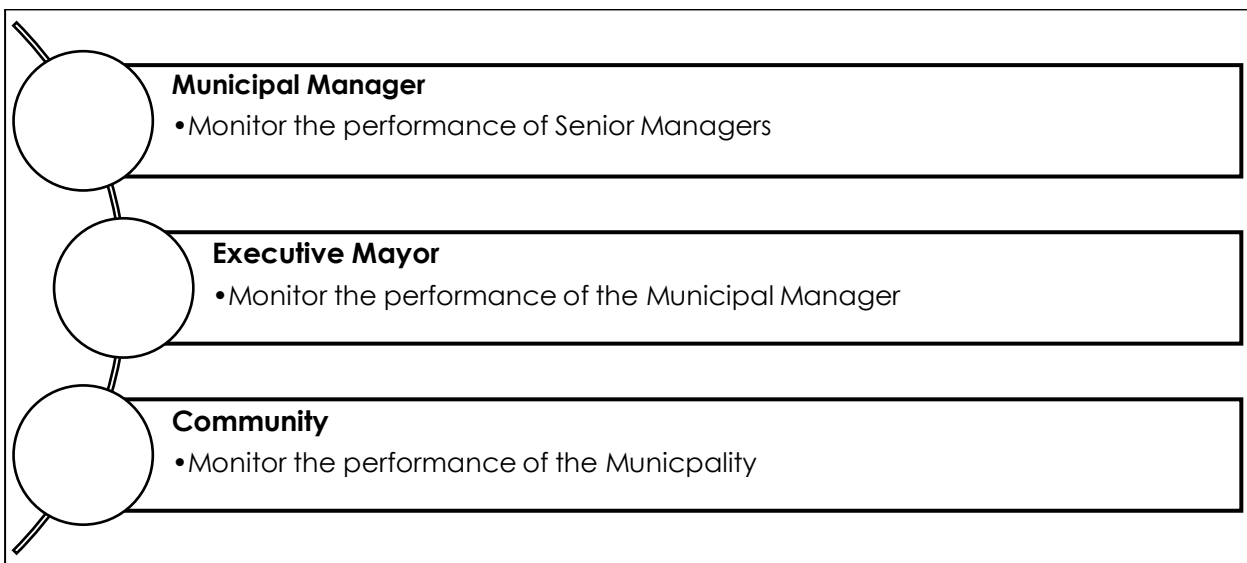 Municipal Manager
•Monitor the performance of Senior Managers
Executive Mayor
•Monitor the performance of the Municipal Manager
Community
•Monitor the performance of the Municpality